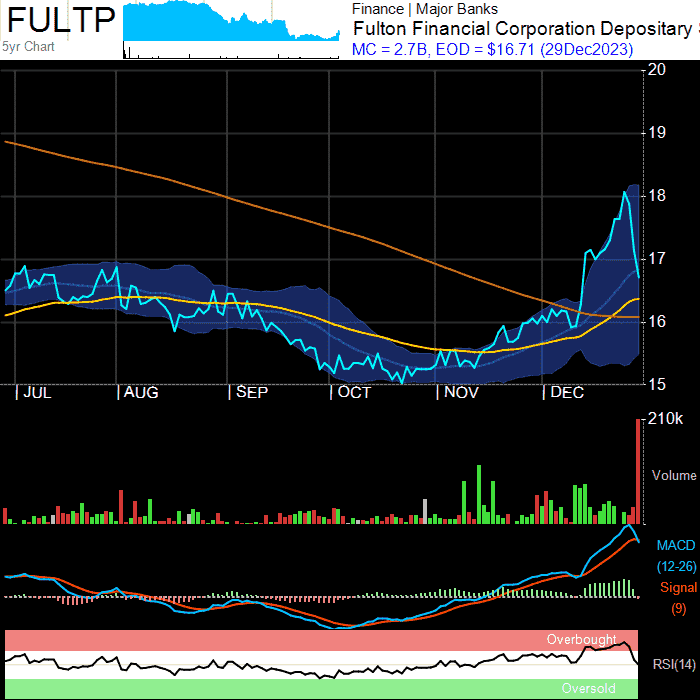 FULTP
5yr Chart
Finance | Major Banks
Fulton Financial Corporation Depositary
MC = 2.7B, EOD = $16.71 (29Dec2023)
20
19
18
17
16
15
JUL AUG SEP OCT NOV DEC
210k
Volume
MACD
(12-26)
Signal
(9)
Overbought
RSI(14)
Oversold